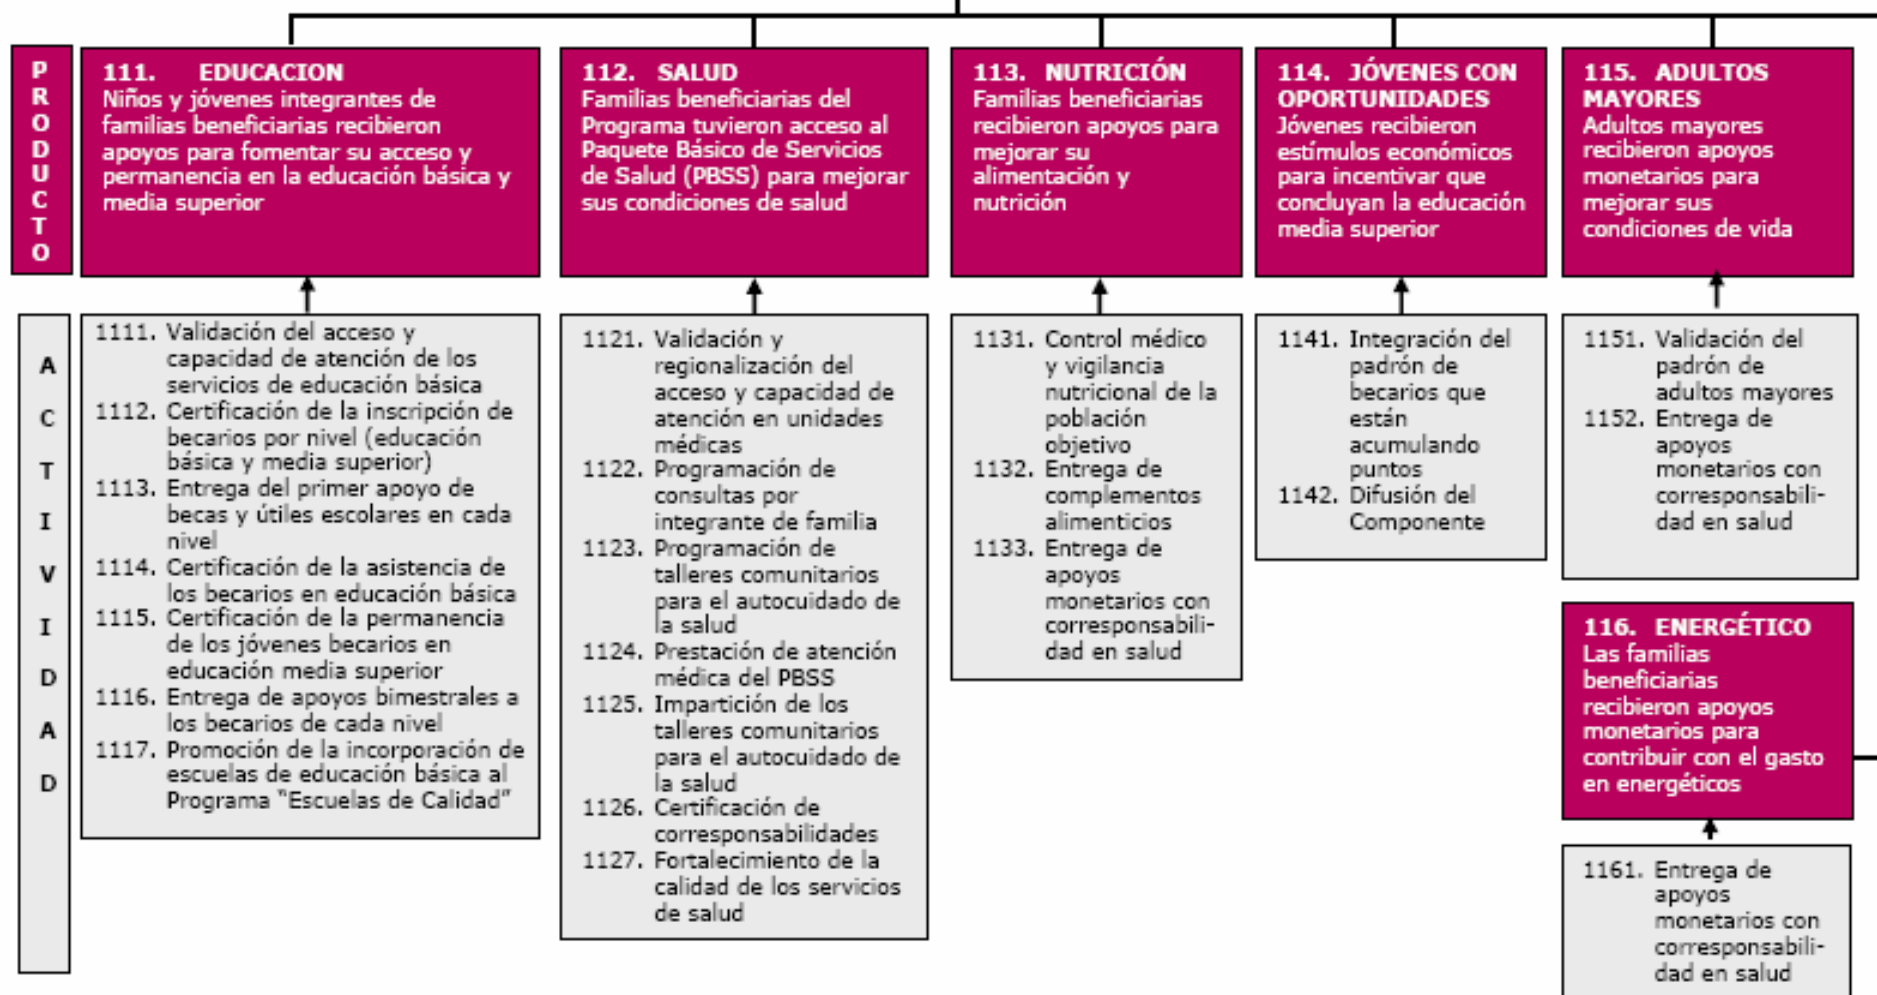 PRODUCTO
111. EDUCACION
Niños y jóvenes integrantes de
familias beneficiarias recibieron
apoyos para fomentar su acceso y
permanencia en la educación básica y
media superior
112. SALUD
Familias beneficiarias del
Programa tuvieron acceso al
Paquete Básico de Servicios
de Salud (PBSS) para mejorar
sus condiciones de salud
113. NUTRICIÓN
Familias beneficiarias
recibieron apoyos para
mejorar su
alimentación y
nutrición
114. JÓVENES CON
OPORTUNIDADES
Jóvenes recibieron
estímulos económicos
para incentivar que
concluyan la educación
media superior
115. ADULTOS
MAYORES
Adultos mayores
recibieron apoyos
monetarios para
mejorar sus
condiciones de vida
ACTIVIDAD
1111. Validación del acceso y
capacidad de atención de los
servicios de educación básica
1112. Certificación de la inscripción de
becarios por nivel (educación
básica y media superior)
1113. Entrega del primer apoyo de
becas y útiles escolares en cada
nivel
1114. Certificación de la asistencia de
los becarios en educación básica
1115. Certificación de la permanencia
de los jóvenes becarios en
educación media superior
1116. Entrega de apoyos bimestrales a
los becarios de cada nivel
1117. Promoción de la incorporación de
escuelas de educación básica al
Programa "Escuelas de Calidad"
1121. Validación y
regionalización del
acceso y capacidad de
atención en unidades
médicas
1122. Programación de
consultas por
integrante de familia
1123. Programación de
talleres comunitarios
para el autocuidado de
la salud
1124. Prestación de atención
médica del PBSS
1125. Impartición de los
talleres comunitarios
para el autocuidado de
la salud
1126. Certificación de
corresponsabilidades
1127. Fortalecimiento de la
calidad de los servicios
de salud
1131. Control médico
y vigilancia
nutricional de la
población
objetivo
1132. Entrega de
complementos
alimenticios
1133. Entrega de
apoyos
monetarios con
corresponsabili-
dad en salud
1141. Integración del
padrón de
becarios que
están
acumulando
puntos
1142. Difusión del
Componente
1151. Validación del
padrón de
adultos mayores
1152. Entrega de
apoyos
monetarios con
corresponsabili-
dad en salud
116. ENERGÉTICO
Las familias
beneficiarias
recibieron apoyos
monetarios para
contribuir con el gasto
en energéticos
1161. Entrega de
apoyos
monetarios con
corresponsabili-
dad en salud